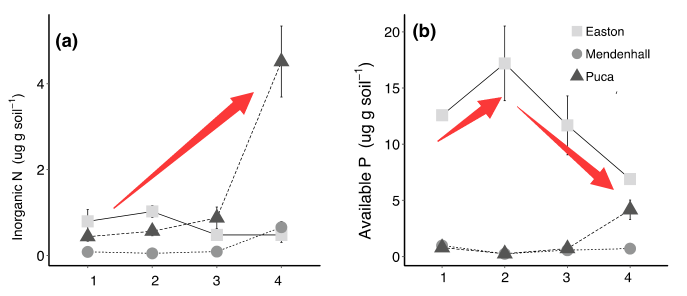 (a)
Inorganic N (ug g soil⁻¹)
4
2
0
1 2 3 4
(b)
Available P (ug g soil⁻¹)
20
15
10
5
0
1 2 3 4
Easton
Mendenhall
Puca